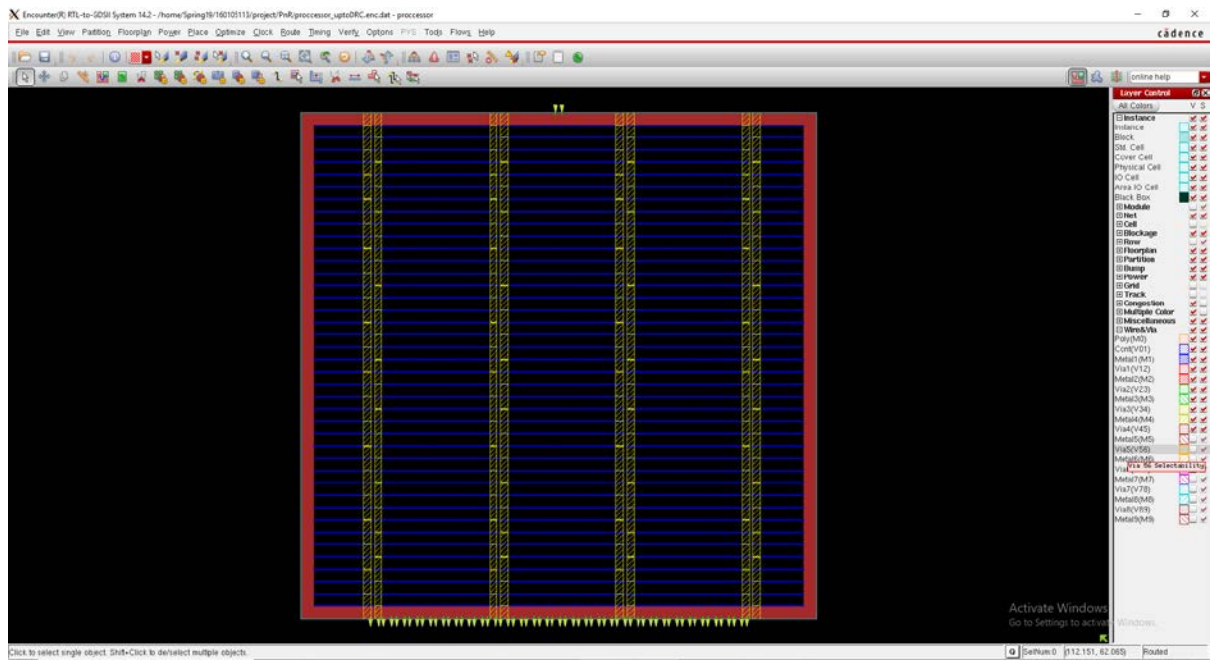 Encounter(R) RTL-to-GDSII System 14.2 - /home/Spring19/160105113/project/PnR/proccessor_uptoDRC.enc.dat - proccessor
File Edit View Partition Floorplan Power Place Optimize Clock Route Timing Verify Options PVS Tools Flows Help
cādence
online help
Layer Control
All Colors V S
Instance
Instance
Block
Std. Cell
Cover Cell
Physical Cell
IO Cell
Area IO Cell
Black Box
Module
Net
Cell
Blockage
Row
Floorplan
Partition
Bump
Power
Grid
Track
Congestion
Multiple Color
Miscellaneous
Wire&Via
Poly(M0)
Cont(V01)
Metal1(M1)
Via1(V12)
Metal2(M2)
Via2(V23)
Metal3(M3)
Via3(V34)
Metal4(M4)
Via4(V45)
Metal5(M5)
Via5(V56)
Metal6(M6)
Via 56 Selectability
Metal7(M7)
Via7(V78)
Metal8(M8)
Via8(V89)
Metal9(M9)
Activate Windows
Go to Settings to activate Windows.
Click to select single object. Shift+Click to de/select multiple objects.
Q SelNum:0 (112.151, 62.065) Routed